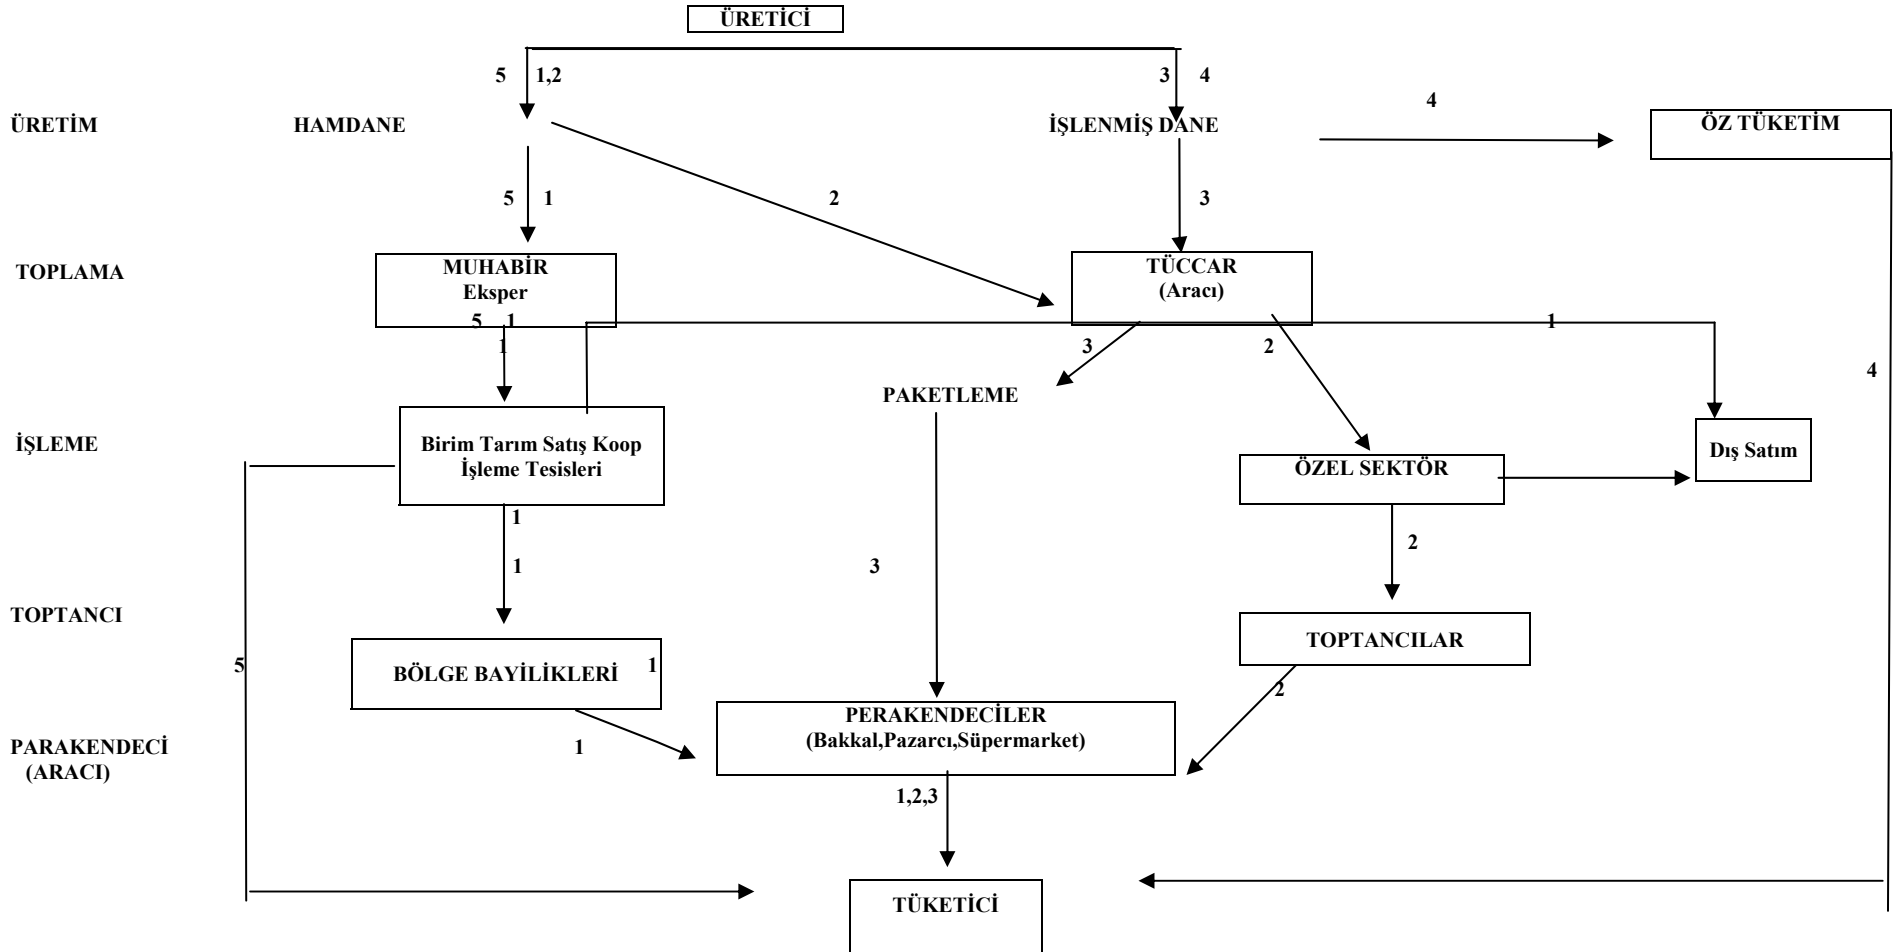 ÜRETİCİ
5 1,2 3 4
4
ÜRETİM HAMDANE İŞLENMİŞ DANE ÖZ TÜKETİM
5 1 2 3
TOPLAMA MUHABİR TÜCCAR
Eksper (Aracı)
5 1 1
1 3 2
4
PAKETLEME
İŞLEME Birim Tarım Satış Koop Dış Satım
İşleme Tesisleri ÖZEL SEKTÖR
1
2
1 3
TOPTANCI
TOPTANCILAR
5 BÖLGE BAYİLİKLERİ 1
2
PERAKENDECİLER
PARAKENDECİ (Bakkal,Pazarcı,Süpermarket)
(ARACI) 1
1,2,3
TÜKETİCİ